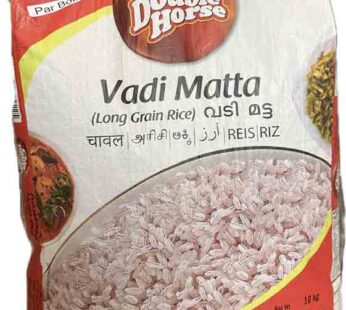 Par Boi
Double
Horse
Vadi Matta
(Long Grain Rice) വടി മട്ട
चावल | அரிசி | ಅಕ್ಕಿ | أرز | REIS | RIZ
10 kg